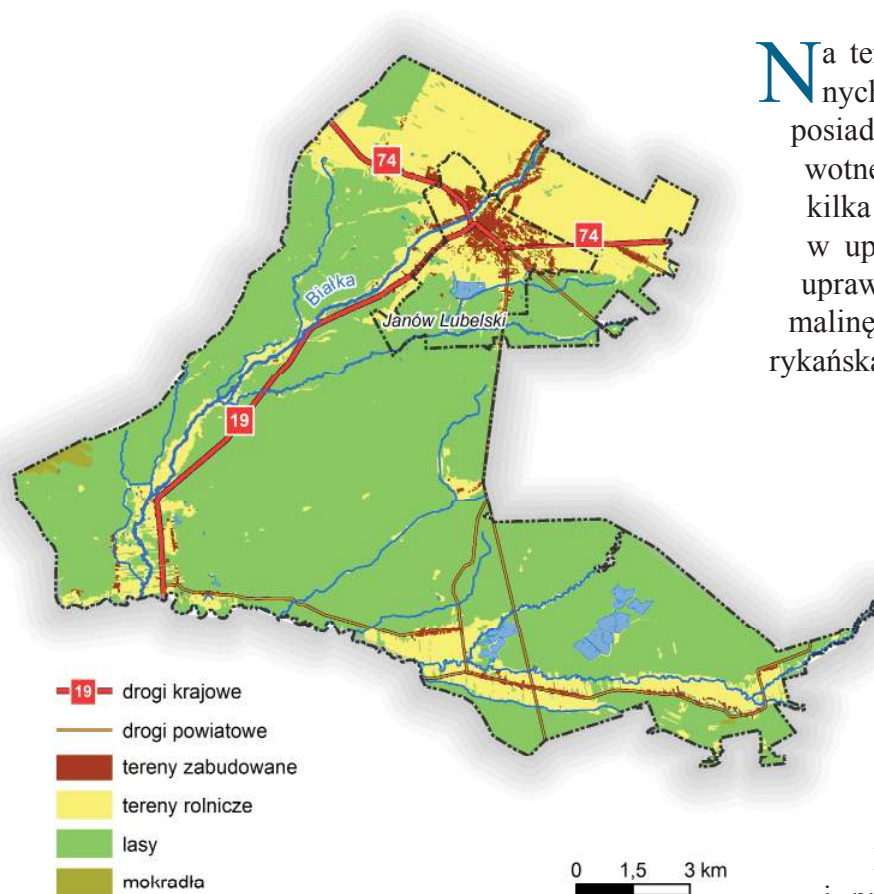 Na te
nych
posiad
wotne
kilka
w up
upraw
malinę
rykańska
74
74
Białka
Janów Lubelski
19
19 drogi krajowe
drogi powiatowe
tereny zabudowane
tereny rolnicze
lasy
mokradła
0 1,5 3 km